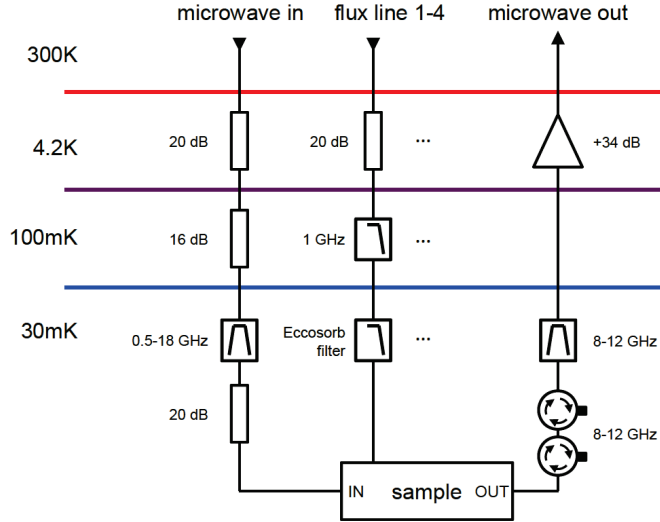 microwave in flux line 1-4 microwave out
300K
4.2K 20 dB 20 dB ... +34 dB
100mK 16 dB 1 GHz ...
30mK 0.5-18 GHz Eccosorb filter ... 8-12 GHz
20 dB 8-12 GHz
IN sample OUT